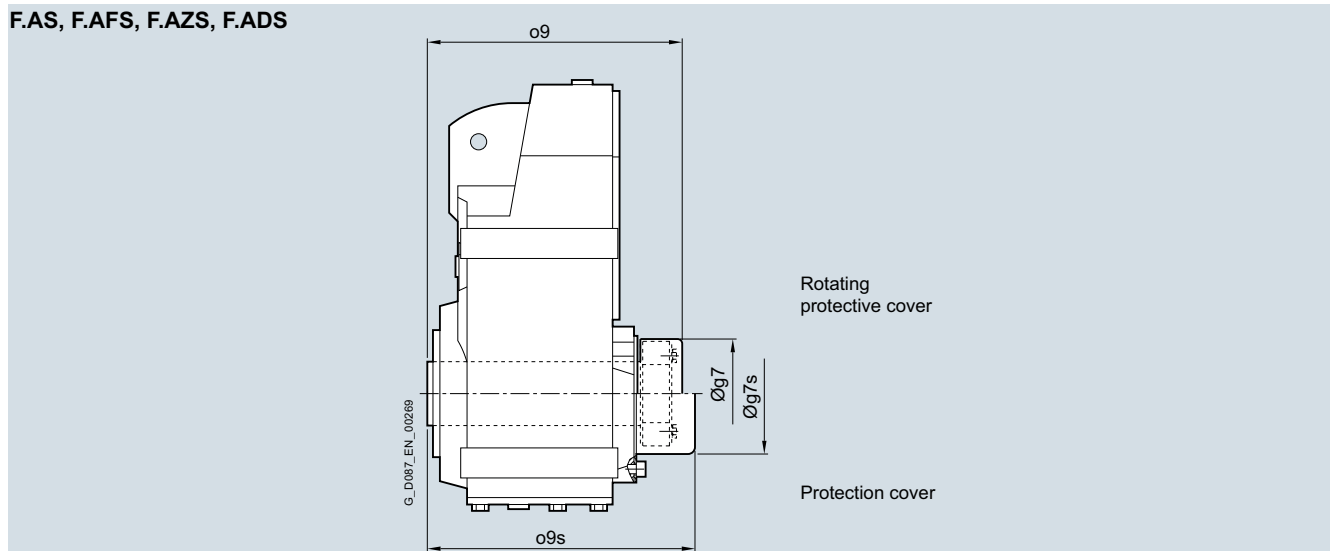 F.AS, F.AFS, F.AZS, F.ADS
o9
Rotating
protective cover
Øg7
Øg7s
G_D087_EN_00269
Protection cover
o9s